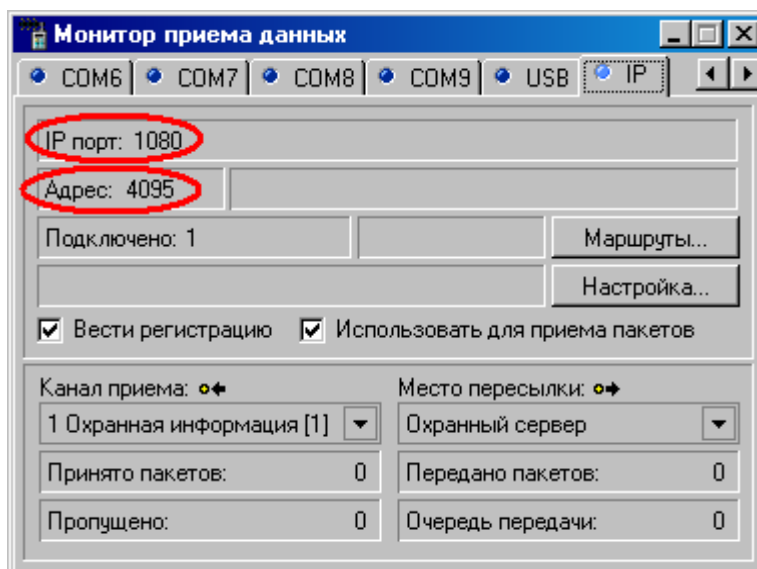 Монитор приема данных
COM6 COM7 COM8 COM9 USB IP
IP порт: 1080
Адрес: 4095
Подключено: 1 Маршруты...
Настройка...
Вести регистрацию Использовать для приема пакетов
Канал приема: Место пересылки:
1 Охранная информация [1] Охранный сервер
Принято пакетов: 0 Передано пакетов: 0
Пропущено: 0 Очередь передачи: 0